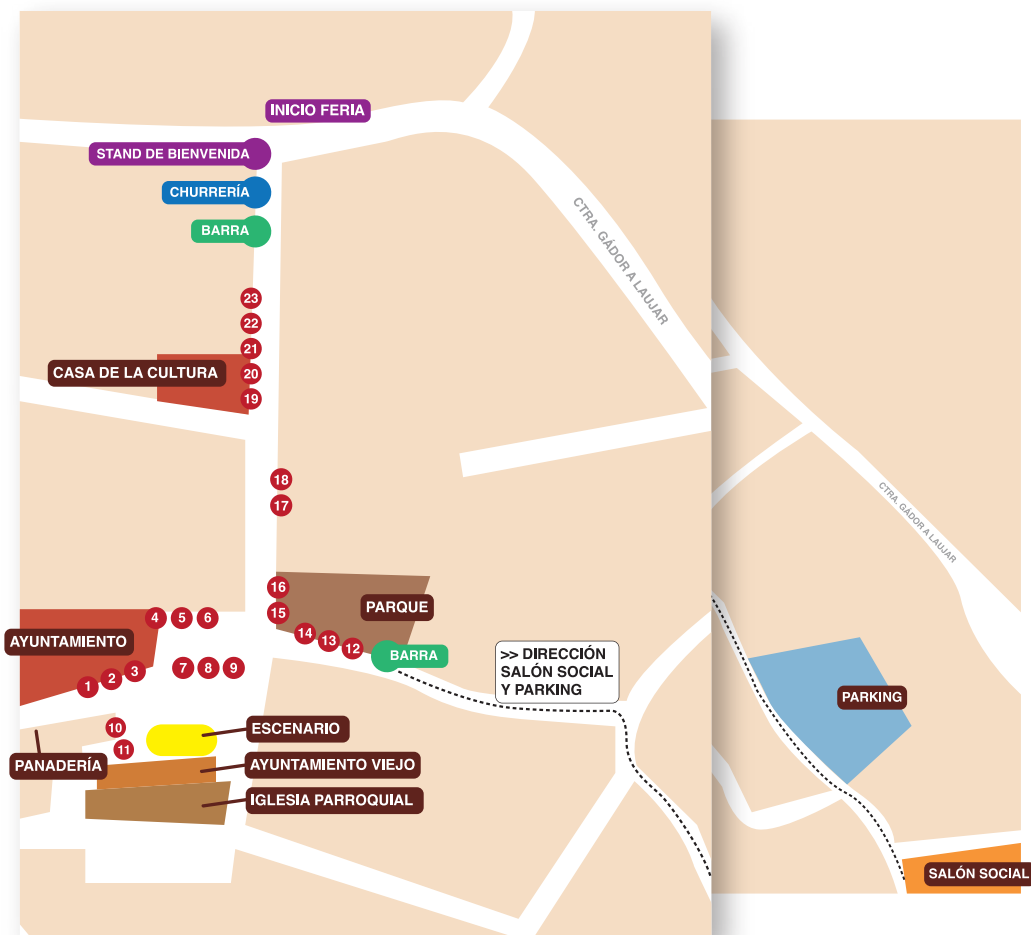 INICIO FERIA
STAND DE BIENVENIDA
CHURRERÍA
BARRA
CTRA. GÁDOR A LAUJAR
23
22
21
CASA DE LA CULTURA
20
19
18
17
CTRA. GÁDOR A LAUJAR
16
15
PARQUE
4 5 6
AYUNTAMIENTO
14
13
12
BARRA
>> DIRECCIÓN
SALÓN SOCIAL
Y PARKING
1
2
3
7 8 9
PARKING
10
11
ESCENARIO
PANADERÍA
AYUNTAMIENTO VIEJO
IGLESIA PARROQUIAL
SALÓN SOCIAL